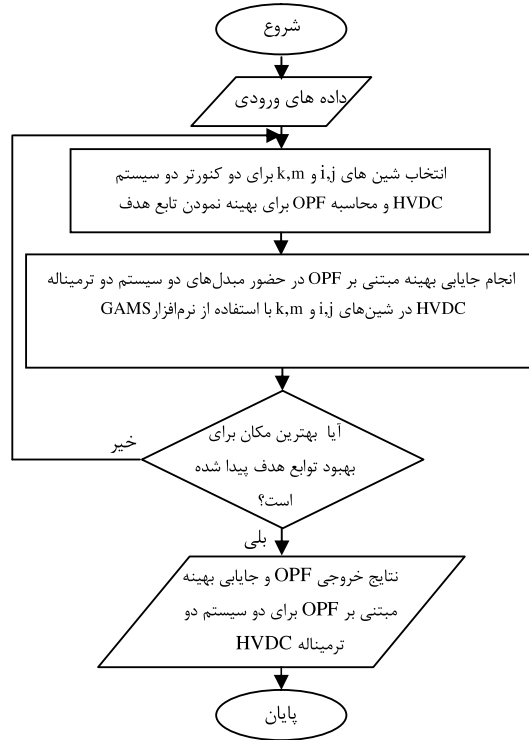 شروع
داده های ورودی
انتخاب شین های i,j و k,m برای دو کنورتر دو سیستم
HVDC و محاسبه OPF برای بهینه نمودن تابع هدف
انجام جایابی بهینه مبتنی بر OPF در حضور مبدل‌های دو سیستم دو ترمیناله
HVDC در شین‌های i,j و k,m با استفاده از نرم‌افزار GAMS
آیا بهترین مکان برای
بهبود توابع هدف پیدا شده
است؟
خیر
بلی
نتایج خروجی OPF و جایابی بهینه
مبتنی بر OPF برای دو سیستم دو
ترمیناله HVDC
پایان